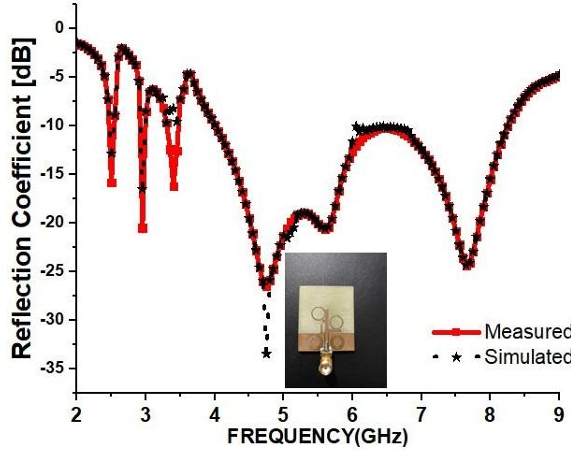 Reflection Coefficient [dB]
0
-5
-10
-15
-20
-25
-30
-35
Measured
Simulated
2 3 4 5 6 7 8 9
FREQUENCY(GHz)